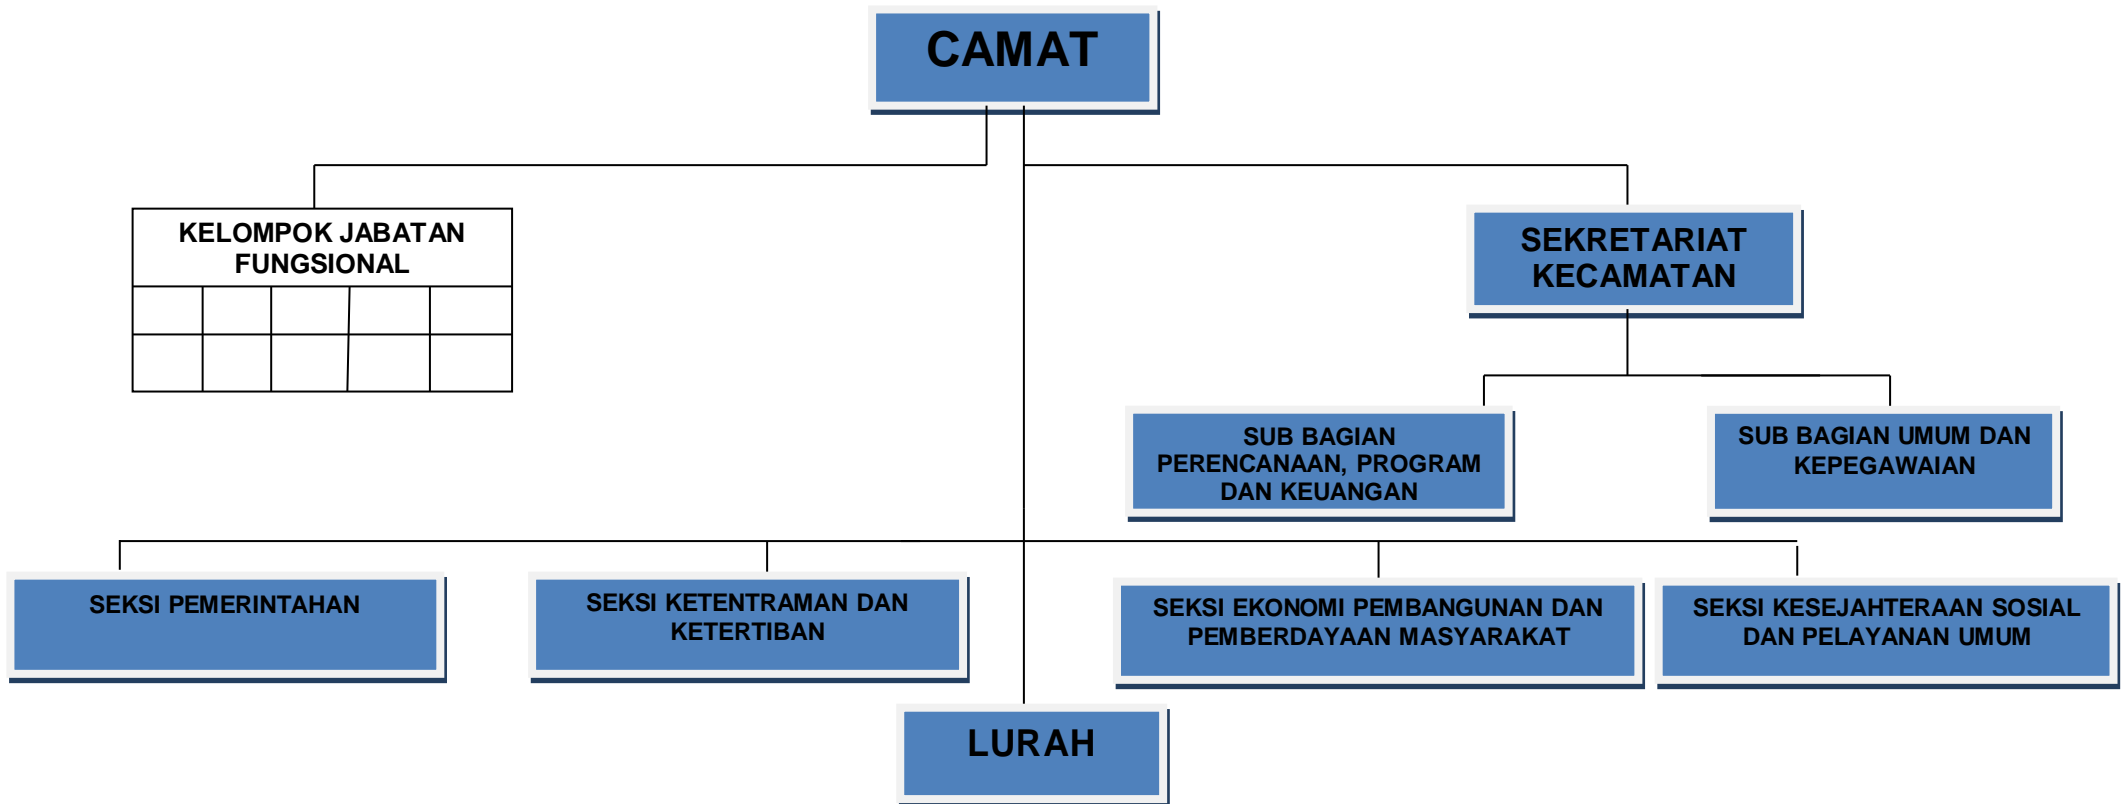 CAMAT
KELOMPOK JABATAN
FUNGSIONAL
SEKRETARIAT
KECAMATAN
SUB BAGIAN
PERENCANAAN, PROGRAM
DAN KEUANGAN
SUB BAGIAN UMUM DAN
KEPEGAWAIAN
SEKSI PEMERINTAHAN
SEKSI KETENTRAMAN DAN
KETERTIBAN
SEKSI EKONOMI PEMBANGUNAN DAN
PEMBERDAYAAN MASYARAKAT
SEKSI KESEJAHTERAAN SOSIAL
DAN PELAYANAN UMUM
LURAH